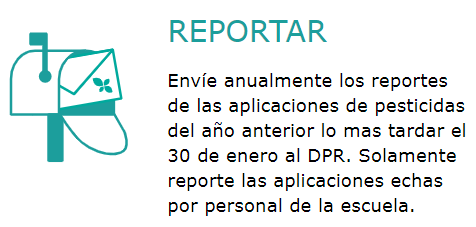 REPORTAR
Envíe anualmente los reportes
de las aplicaciones de pesticidas
del año anterior lo mas tardar el
30 de enero al DPR. Solamente
reporte las aplicaciones echas
por personal de la escuela.